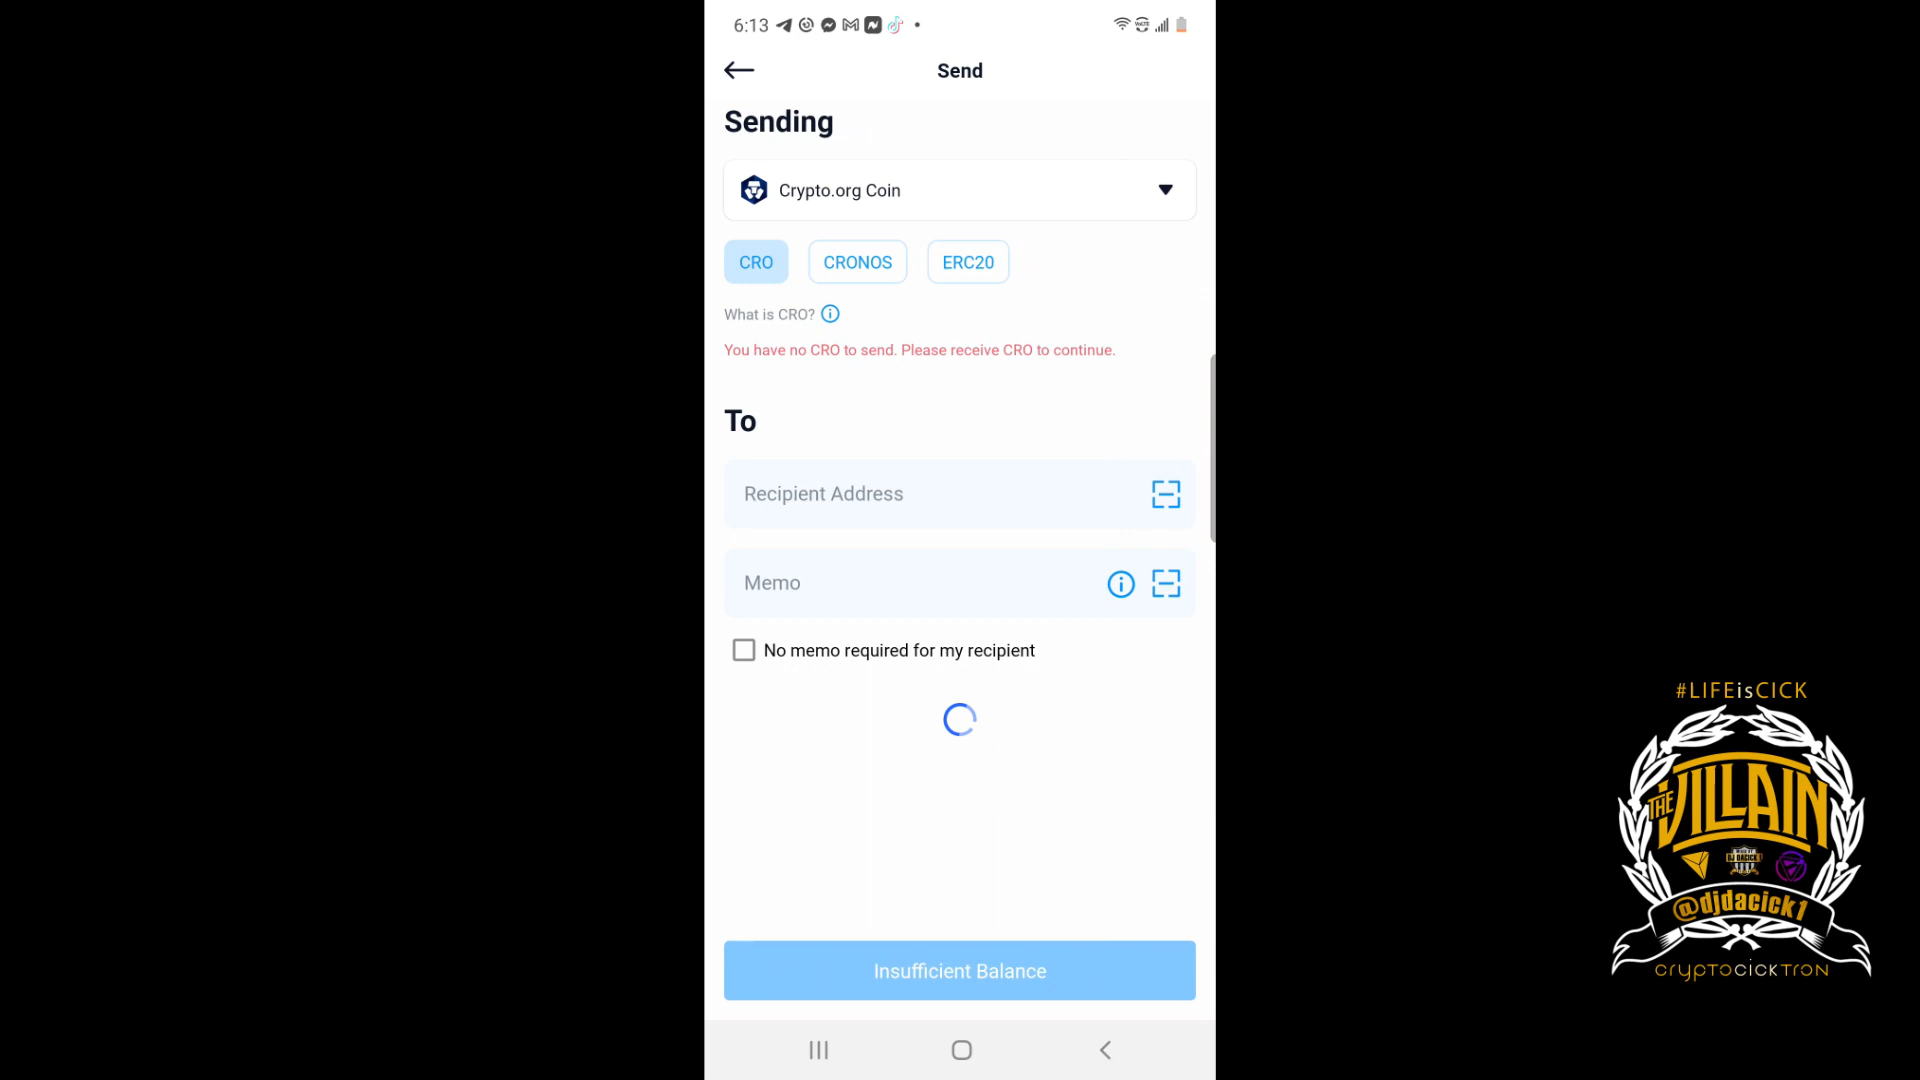 6:13
Send
Sending
Crypto.org Coin
CRO
CRONOS
ERC20
What is CRO?
You have no CRO to send. Please receive CRO to continue.
To
Recipient Address
Memo
No memo required for my recipient
Insufficient Balance
#LIFEisCICK
THE VILLAIN
@djdacick1
cryptocicktron